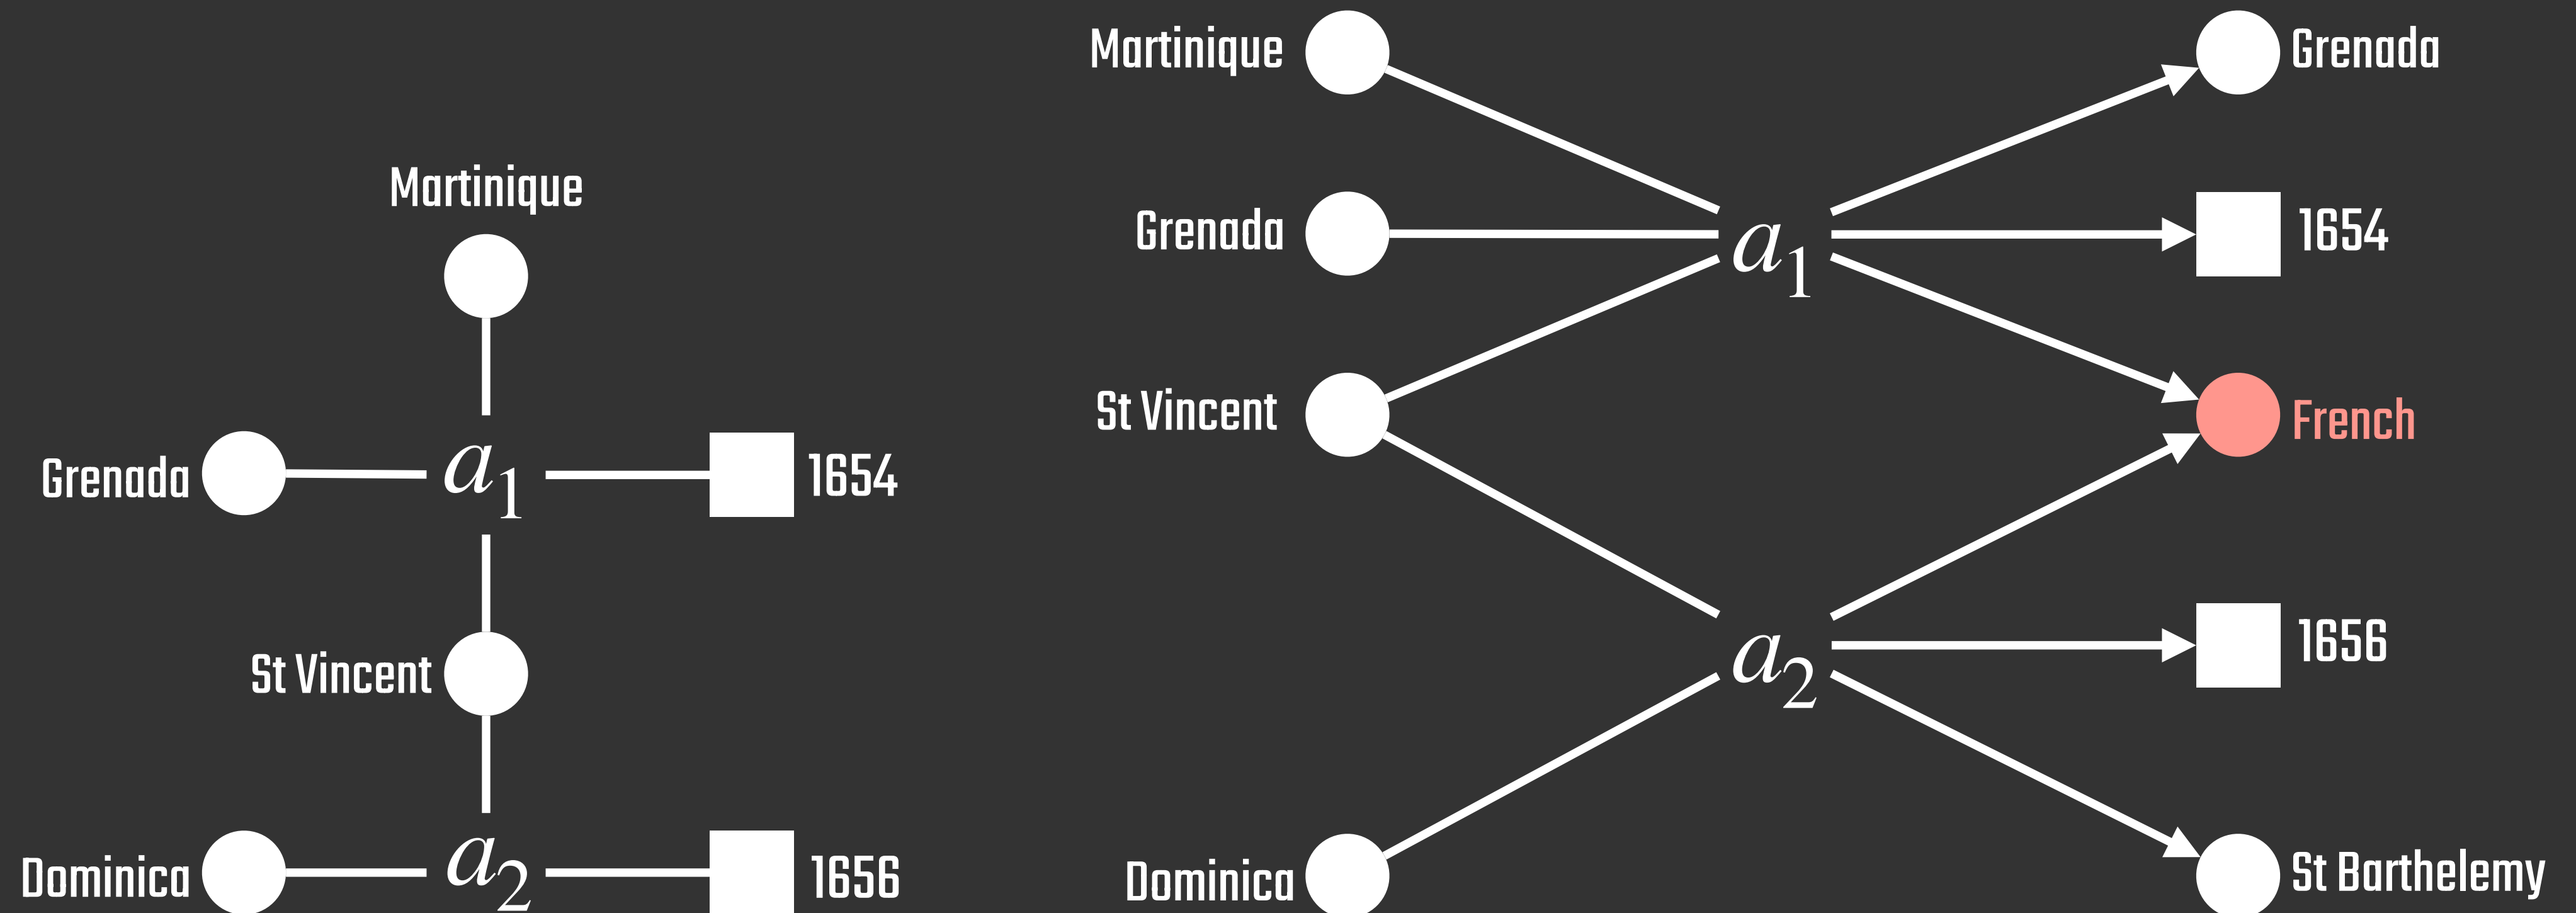 Martinique
Grenada
a1
1654
St Vincent
Dominica
a2
1656
Martinique
Grenada
St Vincent
Dominica
a1
a2
Grenada
1654
French
1656
St Barthelemy